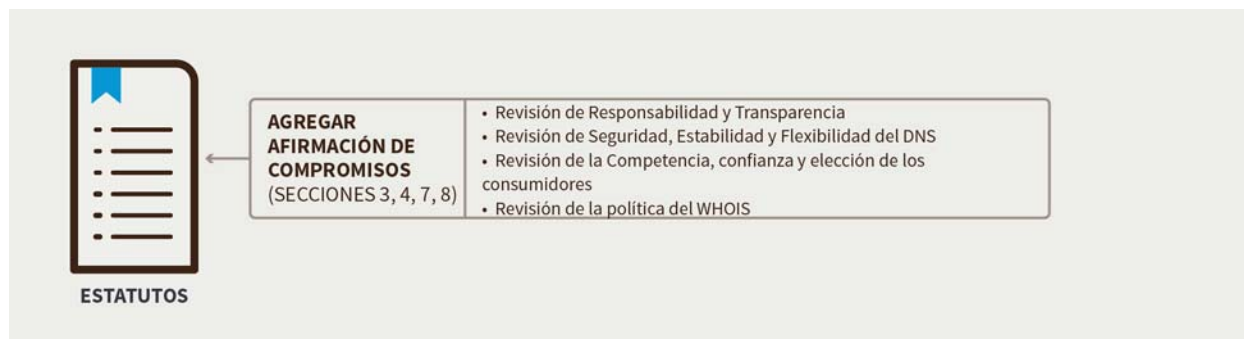 AGREGAR
AFIRMACIÓN DE
COMPROMISOS
(SECCIONES 3, 4, 7, 8)
• Revisión de Responsabilidad y Transparencia
• Revisión de Seguridad, Estabilidad y Flexibilidad del DNS
• Revisión de la Competencia, confianza y elección de los
consumidores
• Revisión de la política del WHOIS
ESTATUTOS